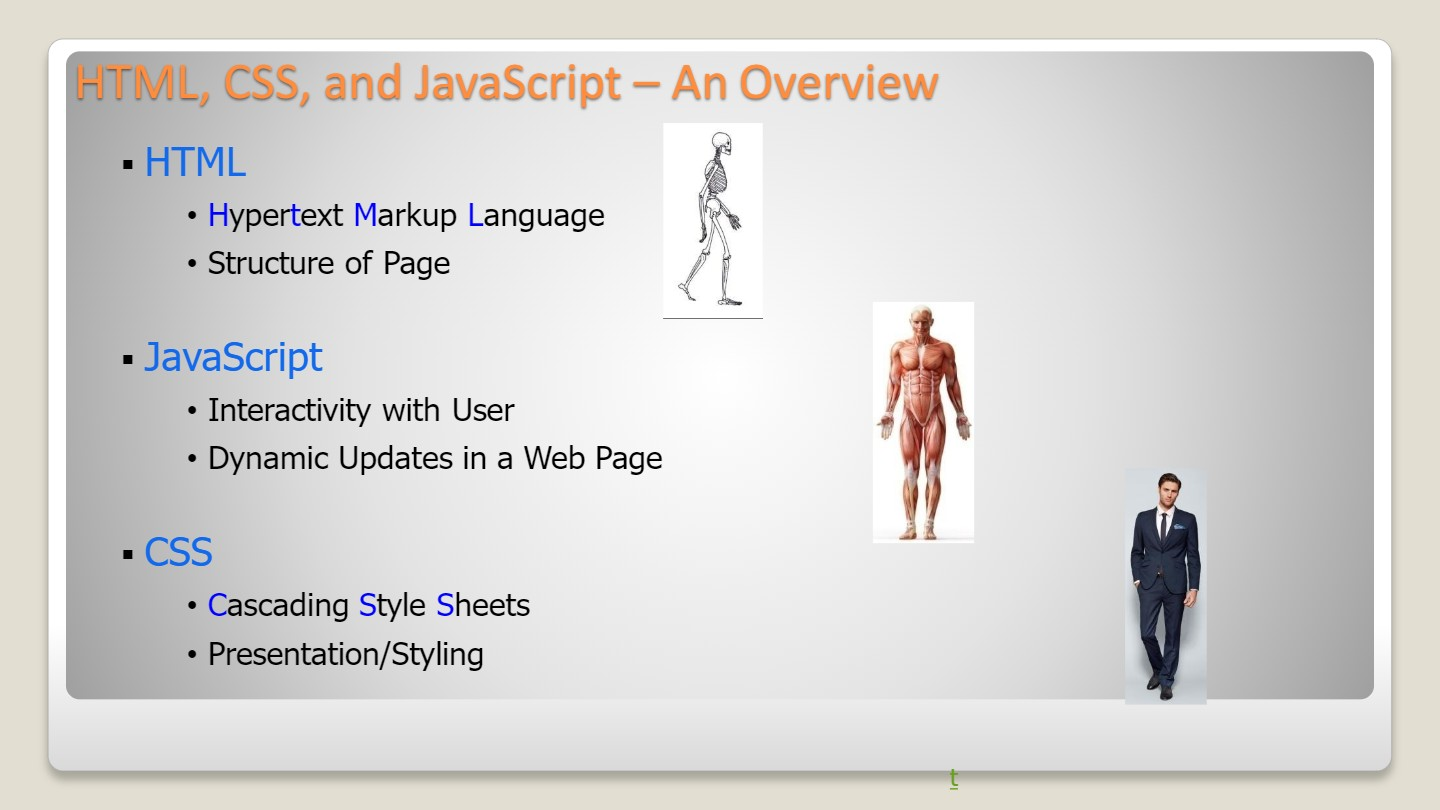 HTML, CSS, and JavaScript – An Overview
▪ HTML
• Hypertext Markup Language
• Structure of Page
▪ JavaScript
• Interactivity with User
• Dynamic Updates in a Web Page
▪ CSS
• Cascading Style Sheets
• Presentation/Styling
t